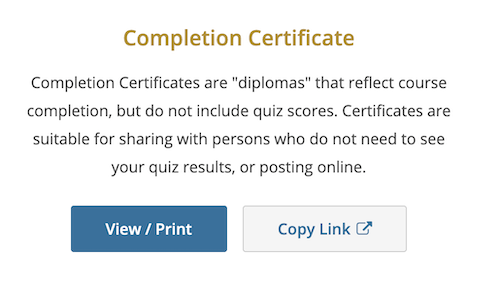 Completion Certificate
Completion Certificates are "diplomas" that reflect course
completion, but do not include quiz scores. Certificates are
suitable for sharing with persons who do not need to see
your quiz results, or posting online.
View / Print
Copy Link